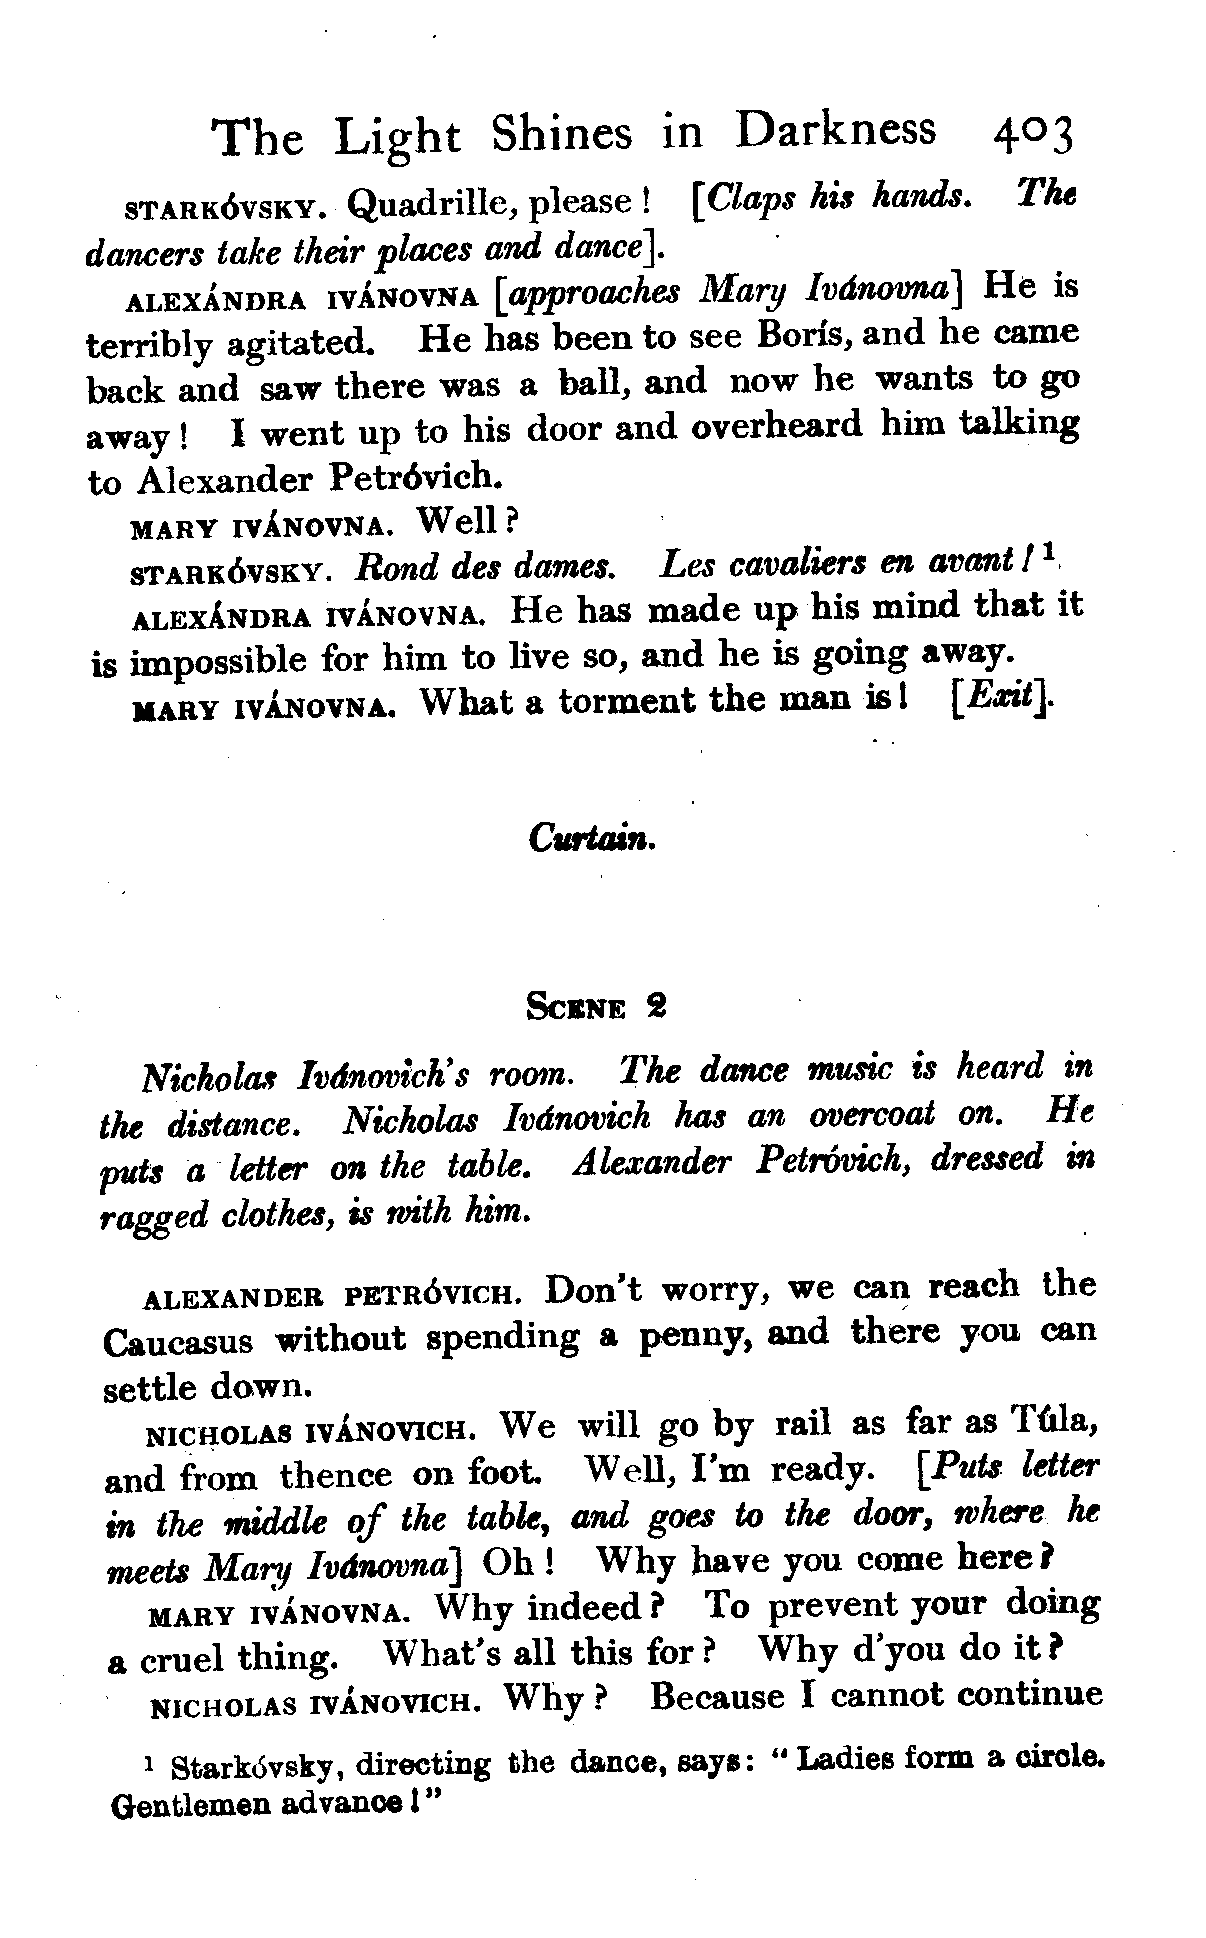 The Light Shines in Darkness 403
STARKÓVSKY. Quadrille, please! [Claps his hands. The
dancers take their places and dance].
ALEXÁNDRA IVÁNOVNA [approaches Mary Ivánovna] He is
terribly agitated. He has been to see Borís, and he came
back and saw there was a ball, and now he wants to go
away! I went up to his door and overheard him talking
to Alexander Petróvich.
MARY IVÁNOVNA. Well?
STARKÓVSKY. Rond des dames. Les cavaliers en avant!¹
ALEXÁNDRA IVÁNOVNA. He has made up his mind that it
is impossible for him to live so, and he is going away.
MARY IVÁNOVNA. What a torment the man is! [Exit].
Curtain.
SCENE 2
Nicholas Ivánovich's room. The dance music is heard in
the distance. Nicholas Ivánovich has an overcoat on. He
puts a letter on the table. Alexander Petróvich, dressed in
ragged clothes, is with him.
ALEXANDER PETRÓVICH. Don't worry, we can reach the
Caucasus without spending a penny, and there you can
settle down.
NICHOLAS IVÁNOVICH. We will go by rail as far as Túla,
and from thence on foot. Well, I'm ready. [Puts letter
in the middle of the table, and goes to the door, where he
meets Mary Ivánovna] Oh! Why have you come here?
MARY IVÁNOVNA. Why indeed? To prevent your doing
a cruel thing. What's all this for? Why d'you do it?
NICHOLAS IVÁNOVICH. Why? Because I cannot continue
¹ Starkóvsky, directing the dance, says: "Ladies form a circle.
Gentlemen advance!"